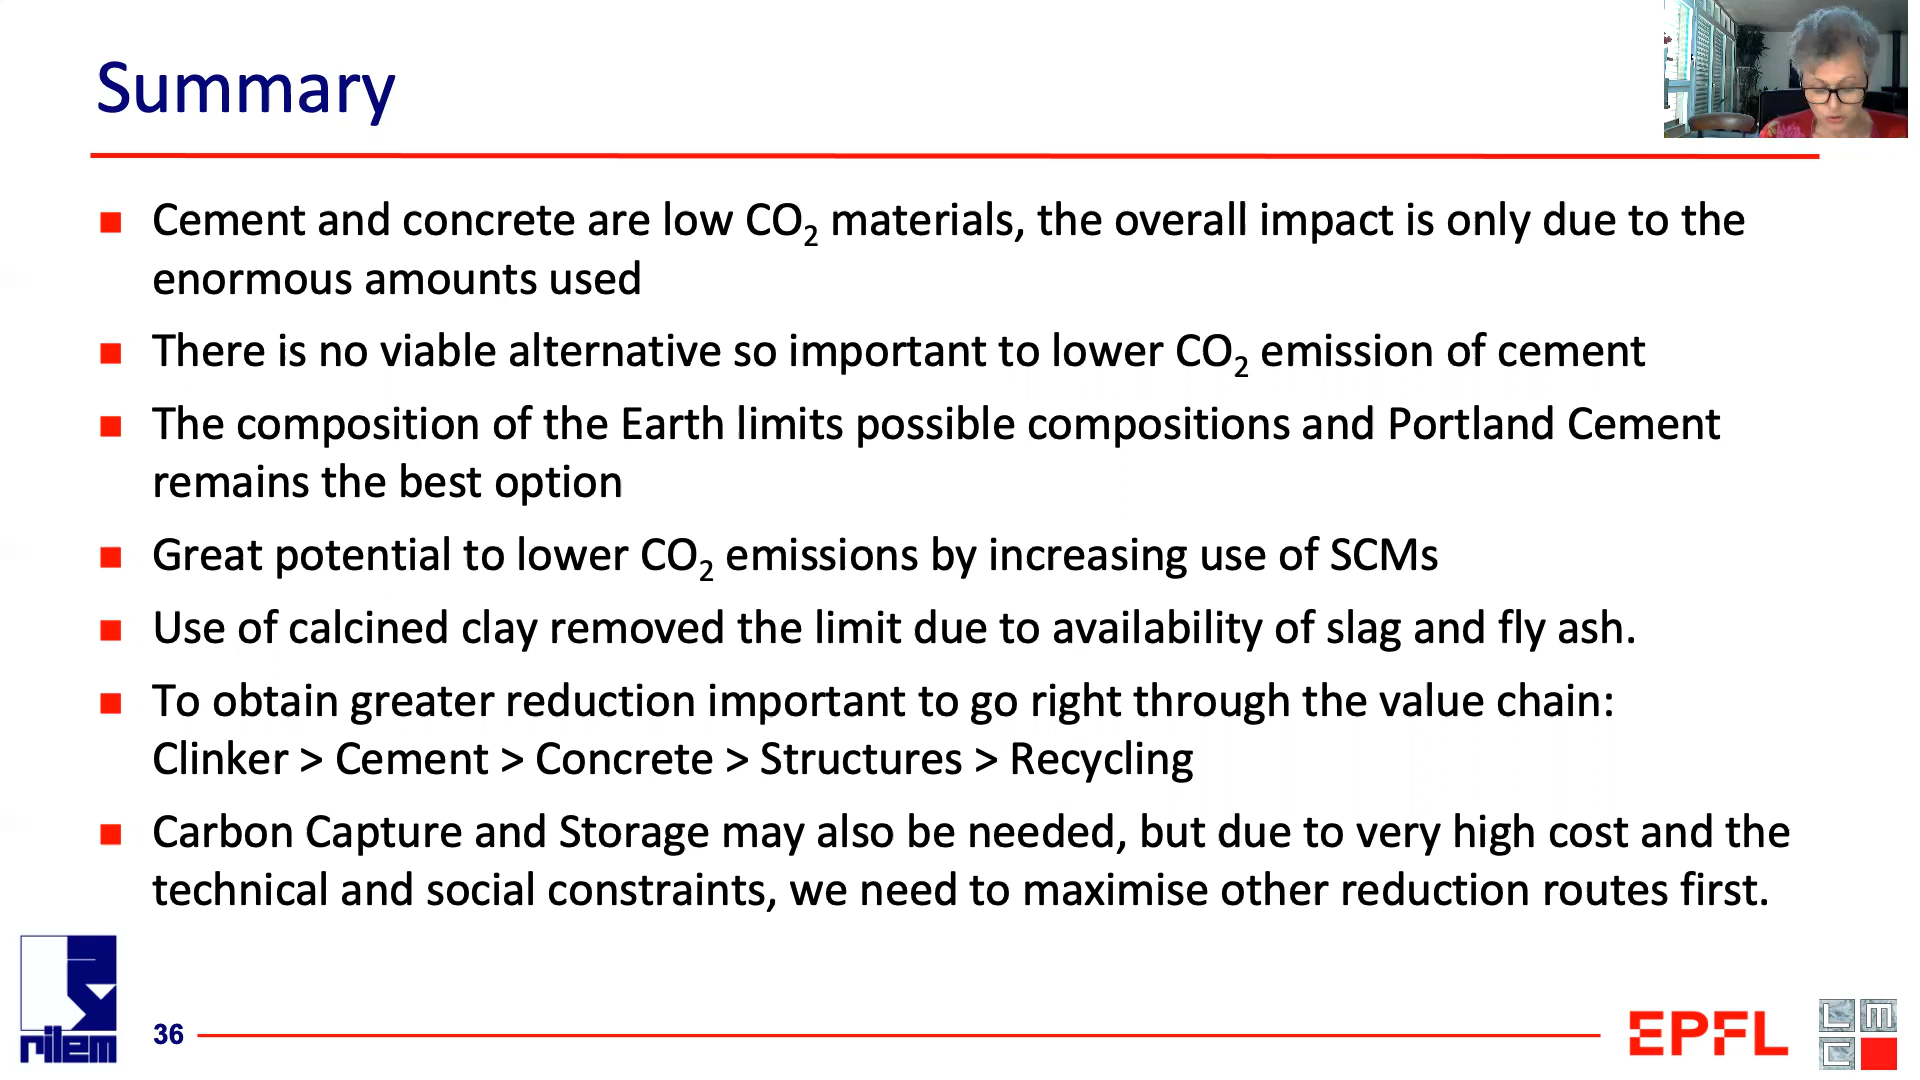 Summary
Cement and concrete are low CO₂ materials, the overall impact is only due to the
enormous amounts used
There is no viable alternative so important to lower CO₂ emission of cement
The composition of the Earth limits possible compositions and Portland Cement
remains the best option
Great potential to lower CO₂ emissions by increasing use of SCMs
Use of calcined clay removed the limit due to availability of slag and fly ash.
To obtain greater reduction important to go right through the value chain:
Clinker > Cement > Concrete > Structures > Recycling
Carbon Capture and Storage may also be needed, but due to very high cost and the
technical and social constraints, we need to maximise other reduction routes first.
rilem
36
EPFL
L M
C